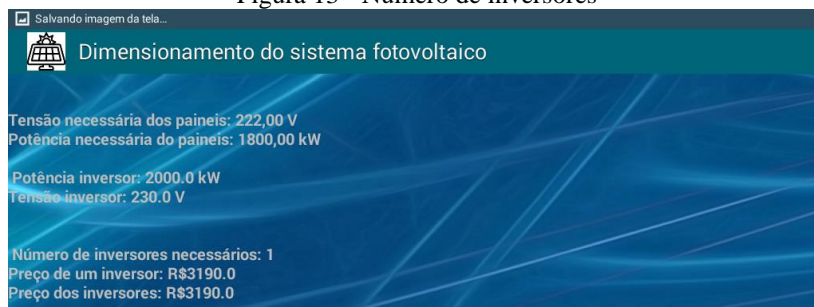 Figura 13 - Número de inversores
Salvando imagem da tela...
Dimensionamento do sistema fotovoltaico
Tensão necessária dos paineis: 222,00 V
Potência necessária do paineis: 1800,00 kW
Potência inversor: 2000.0 kW
Tensão inversor: 230.0 V
Número de inversores necessários: 1
Preço de um inversor: R$3190.0
Preço dos inversores: R$3190.0